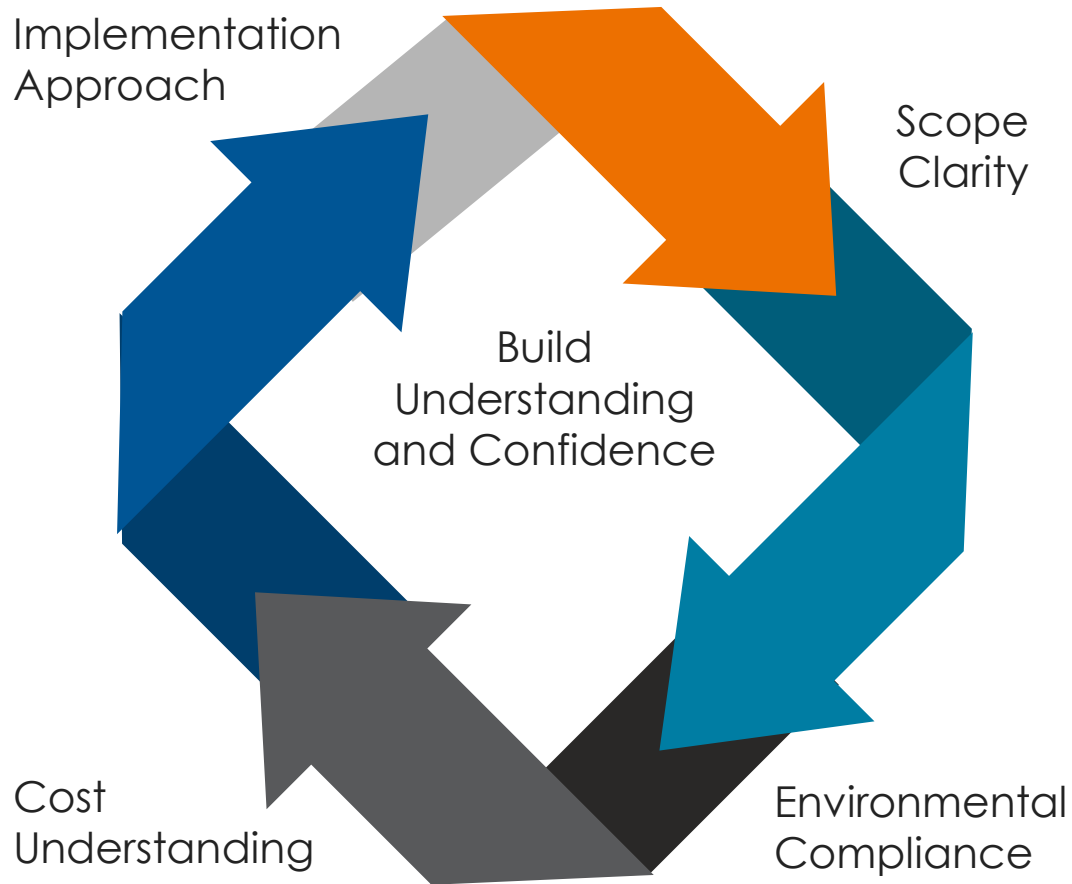 Implementation
Approach
Scope
Clarity
Build
Understanding
and Confidence
Cost
Understanding
Environmental
Compliance